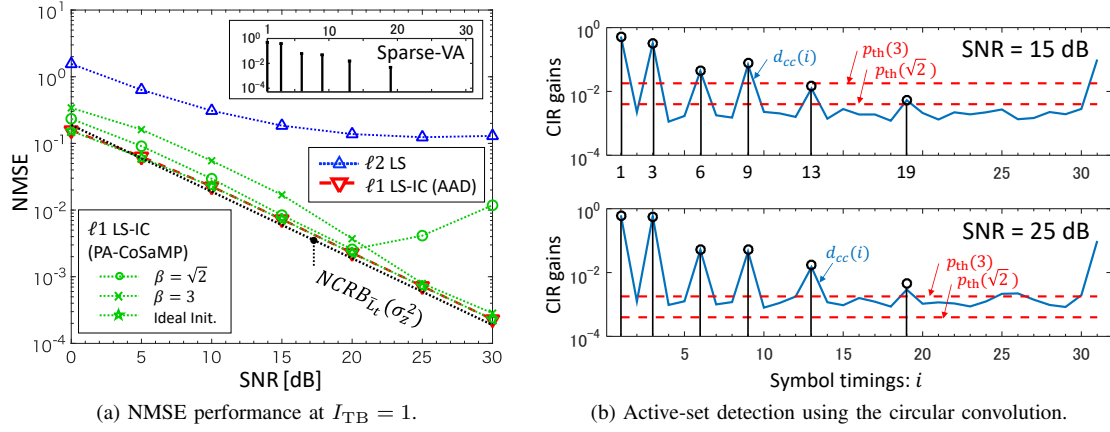 1 10 20 30
10^0
10^-2
10^-4
Sparse-VA
10^1
10^0
10^-1
10^-2
10^-3
10^-4
NMSE
ℓ2 LS
ℓ1 LS-IC (AAD)
ℓ1 LS-IC
(PA-CoSaMP)
β = √2
β = 3
Ideal Init.
NCRB_{L̃t}(σ_z^2)
0 5 10 15 20 25 30
SNR [dB]
(a) NMSE performance at I_TB = 1.
10^0
10^-2
10^-4
CIR gains
d_cc(i)
p_th(3)
p_th(√2)
SNR = 15 dB
1 3 6 9 13 19
10^0
10^-2
10^-4
CIR gains
SNR = 25 dB
d_cc(i)
p_th(3)
p_th(√2)
5 10 15 20 25 30
Symbol timings: i
(b) Active-set detection using the circular convolution.